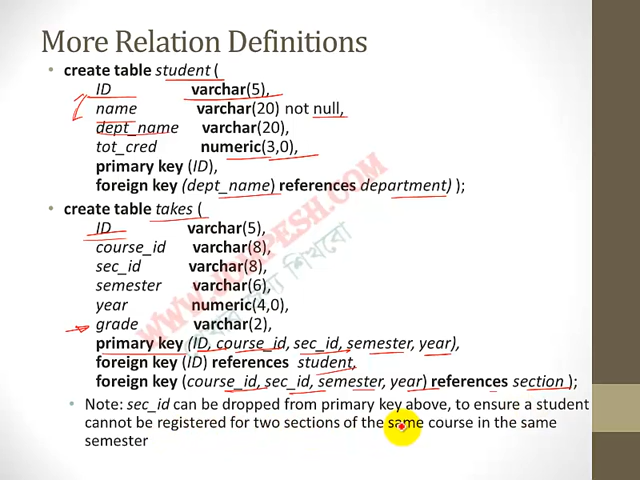 More Relation Definitions
• create table student (
ID varchar(5),
name varchar(20) not null,
dept_name varchar(20),
tot_cred numeric(3,0),
primary key (ID),
foreign key (dept_name) references department) );
• create table takes (
ID varchar(5),
course_id varchar(8),
sec_id varchar(8),
semester varchar(6),
year numeric(4,0),
grade varchar(2),
primary key (ID, course_id, sec_id, semester, year),
foreign key (ID) references student,
foreign key (course_id, sec_id, semester, year) references section );
• Note: sec_id can be dropped from primary key above, to ensure a student
cannot be registered for two sections of the same course in the same
semester